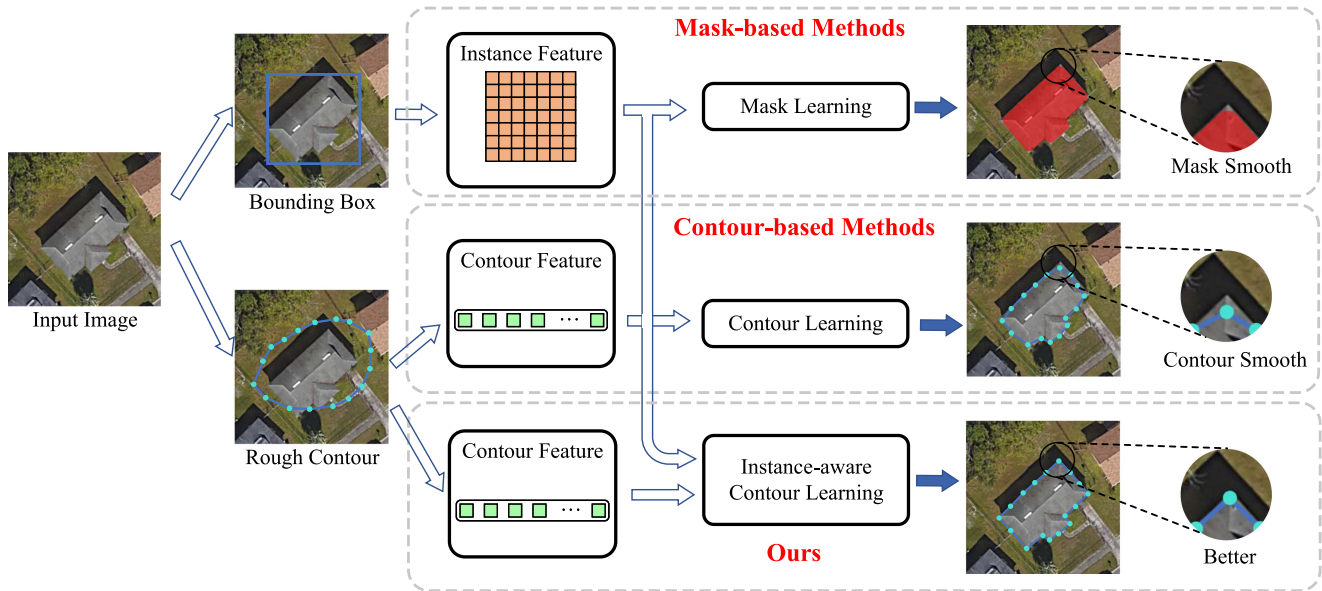 Mask-based Methods
Instance Feature
Mask Learning
Mask Smooth
Bounding Box
Input Image
Contour-based Methods
Contour Feature
...
Contour Learning
Contour Smooth
Rough Contour
Contour Feature
...
Instance-aware
Contour Learning
Ours
Better